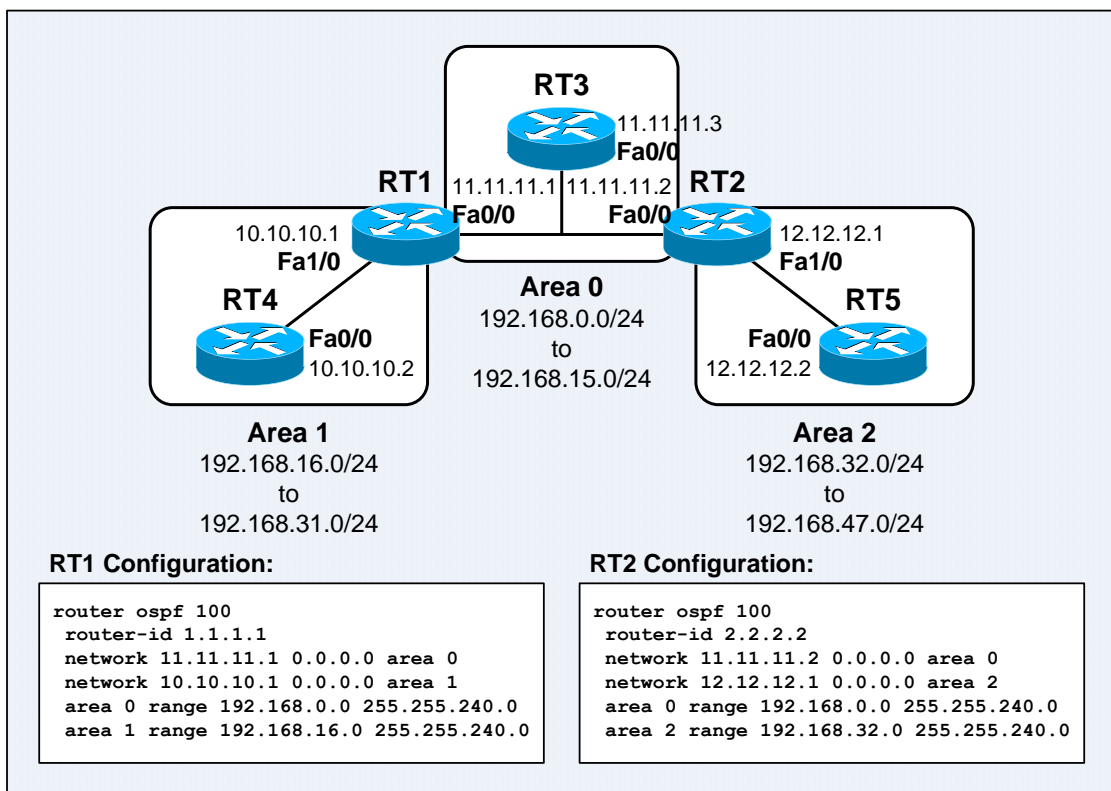 RT3
11.11.11.3
Fa0/0
RT1
11.11.11.1
Fa0/0
11.11.11.2
Fa0/0
RT2
10.10.10.1
Fa1/0
12.12.12.1
Fa1/0
RT4
Fa0/0
10.10.10.2
RT5
Fa0/0
12.12.12.2
Area 0
192.168.0.0/24
to
192.168.15.0/24
Area 1
192.168.16.0/24
to
192.168.31.0/24
Area 2
192.168.32.0/24
to
192.168.47.0/24
RT1 Configuration:
router ospf 100
router-id 1.1.1.1
network 11.11.11.1 0.0.0.0 area 0
network 10.10.10.1 0.0.0.0 area 1
area 0 range 192.168.0.0 255.255.240.0
area 1 range 192.168.16.0 255.255.240.0
RT2 Configuration:
router ospf 100
router-id 2.2.2.2
network 11.11.11.2 0.0.0.0 area 0
network 12.12.12.1 0.0.0.0 area 2
area 0 range 192.168.0.0 255.255.240.0
area 2 range 192.168.32.0 255.255.240.0